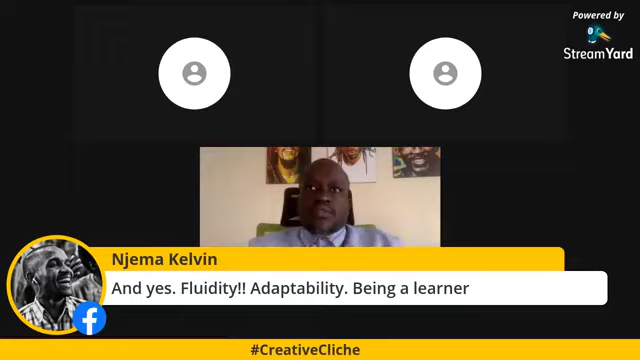 Powered by
StreamYard
Njema Kelvin
And yes. Fluidity!! Adaptability. Being a learner
#CreativeCliche